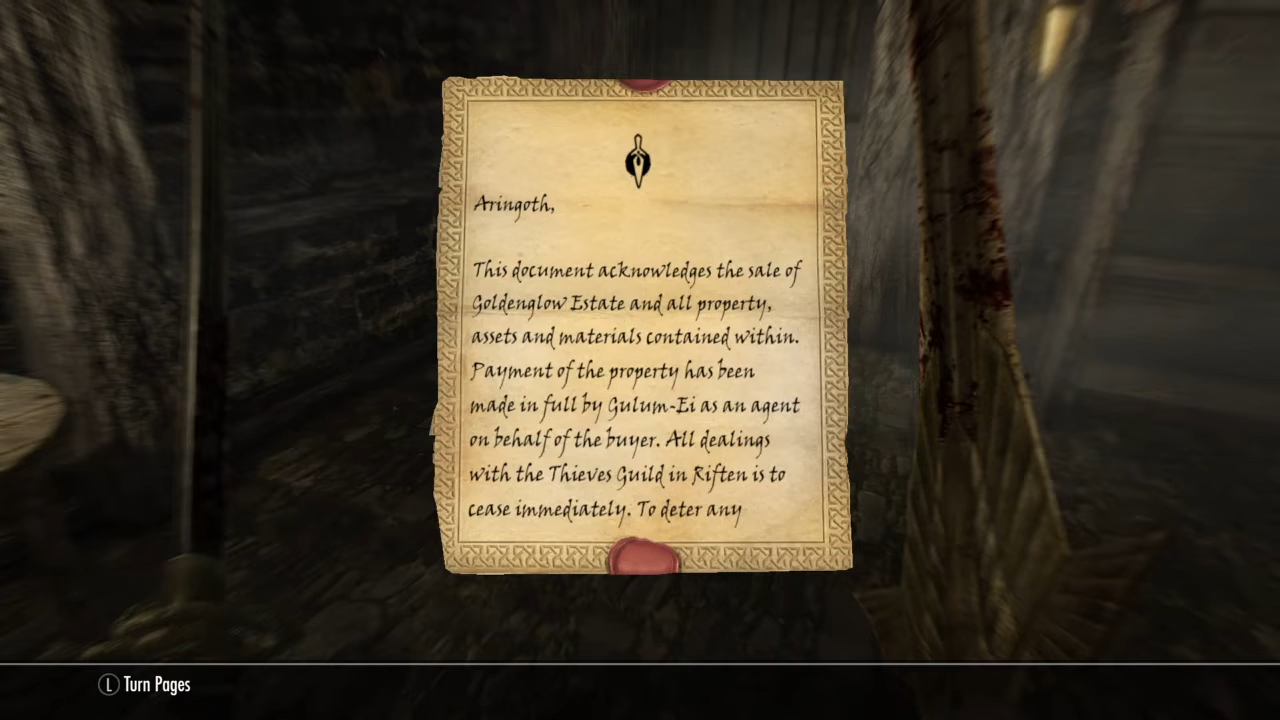 Aringoth,
This document acknowledges the sale of
Goldenglow Estate and all property,
assets and materials contained within.
Payment of the property has been
made in full by Gulum-Ei as an agent
on behalf of the buyer. All dealings
with the Thieves Guild in Riften is to
cease immediately. To deter any
L Turn Pages